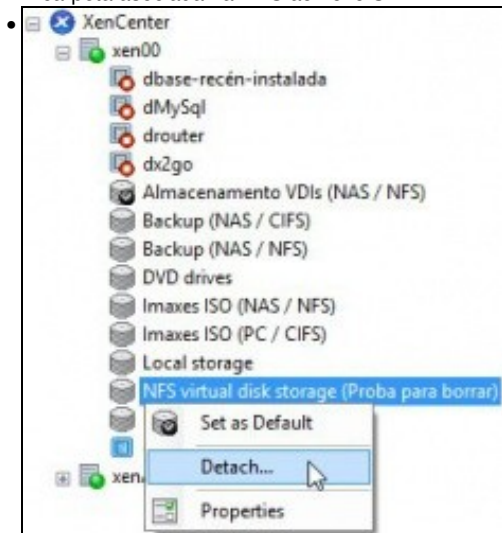 XenCenter
xen00
dbase-recén-instalada
dMySql
drouter
dx2go
Almacenamento VDIs (NAS / NFS)
Backup (NAS / CIFS)
Backup (NAS / NFS)
DVD drives
Imaxes ISO (NAS / NFS)
Imaxes ISO (PC / CIFS)
Local storage
NFS virtual disk storage (Proba para borrar)
Set as Default
Detach...
Properties